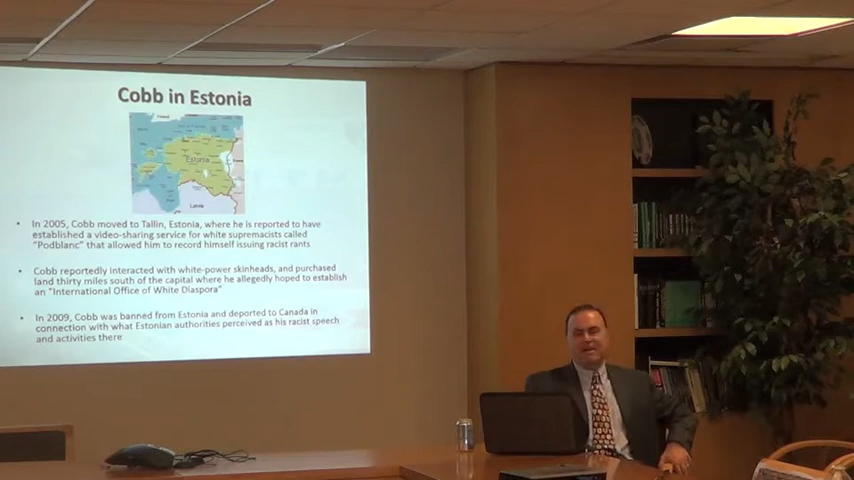 Cobb in Estonia
Estonia
Latvia
• In 2005, Cobb moved to Tallin, Estonia, where he is reported to have
established a video-sharing service for white supremacists called
"Podblanc" that allowed him to record himself issuing racist rants
• Cobb reportedly interacted with white-power skinheads, and purchased
land thirty miles south of the capital where he allegedly hoped to establish
an "International Office of White Diaspora"
• In 2009, Cobb was banned from Estonia and deported to Canada in
connection with what Estonian authorities perceived as his racist speech
and activities there